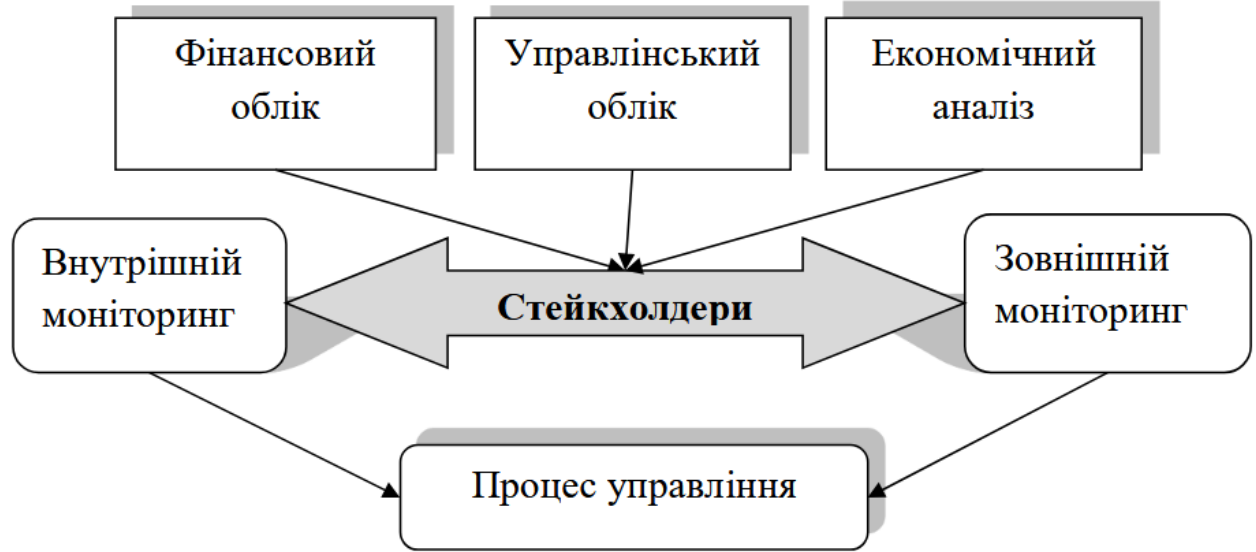 Фінансовий
облік
Управлінський
облік
Економічний
аналіз
Внутрішній
моніторинг
Стейкхолдери
Зовнішній
моніторинг
Процес управління